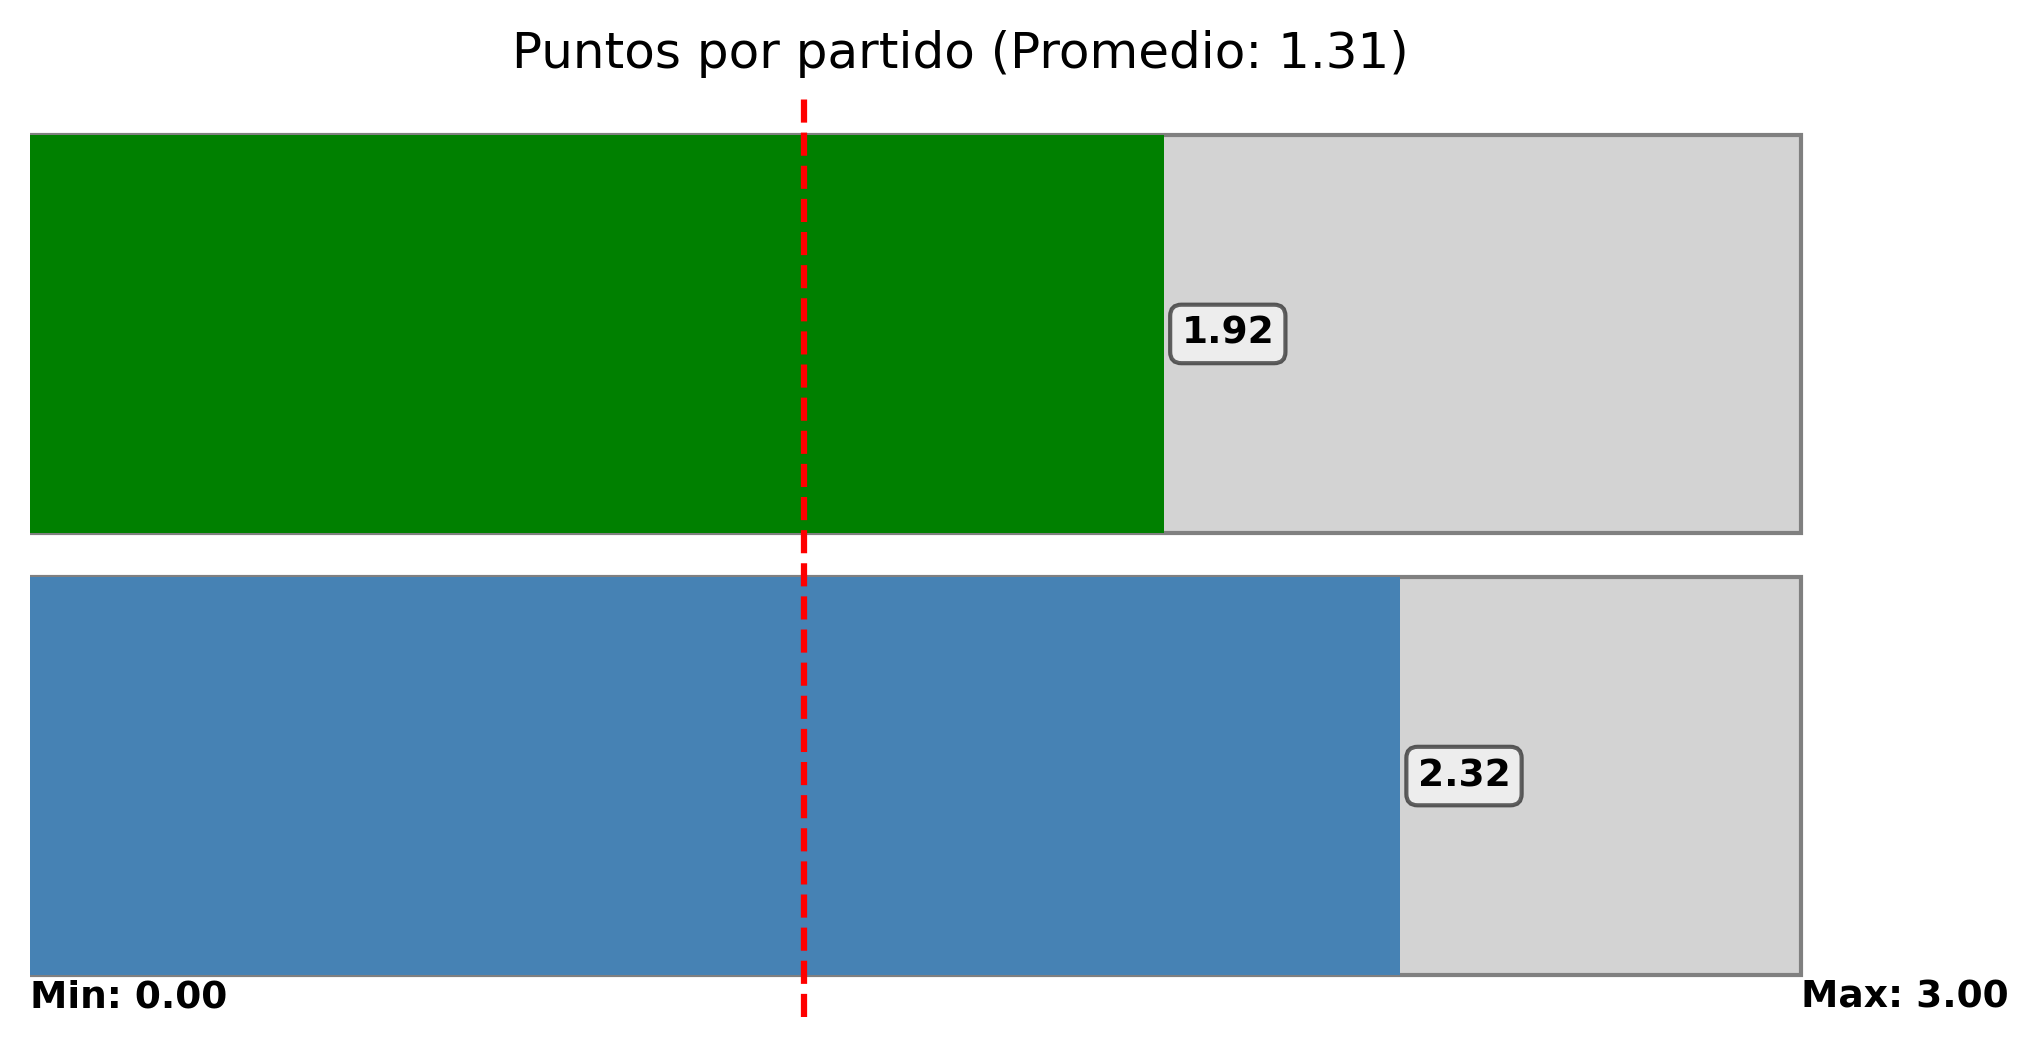 Puntos por partido (Promedio: 1.31)
1.92
2.32
Min: 0.00
Max: 3.00